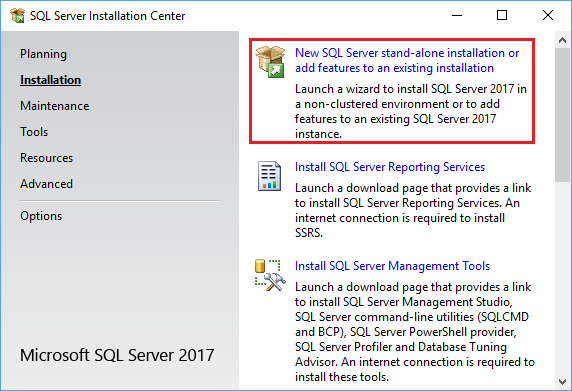 SQL Server Installation Center
Planning
Installation
Maintenance
Tools
Resources
Advanced
Options
Microsoft SQL Server 2017
New SQL Server stand-alone installation or
add features to an existing installation
Launch a wizard to install SQL Server 2017 in
a non-clustered environment or to add
features to an existing SQL Server 2017
instance.
Install SQL Server Reporting Services
Launch a download page that provides a link
to install SQL Server Reporting Services. An
internet connection is required to install
SSRS.
Install SQL Server Management Tools
Launch a download page that provides a link
to install SQL Server Management Studio,
SQL Server command-line utilities (SQLCMD
and BCP), SQL Server PowerShell provider,
SQL Server Profiler and Database Tuning
Advisor. An internet connection is required to
install these tools.